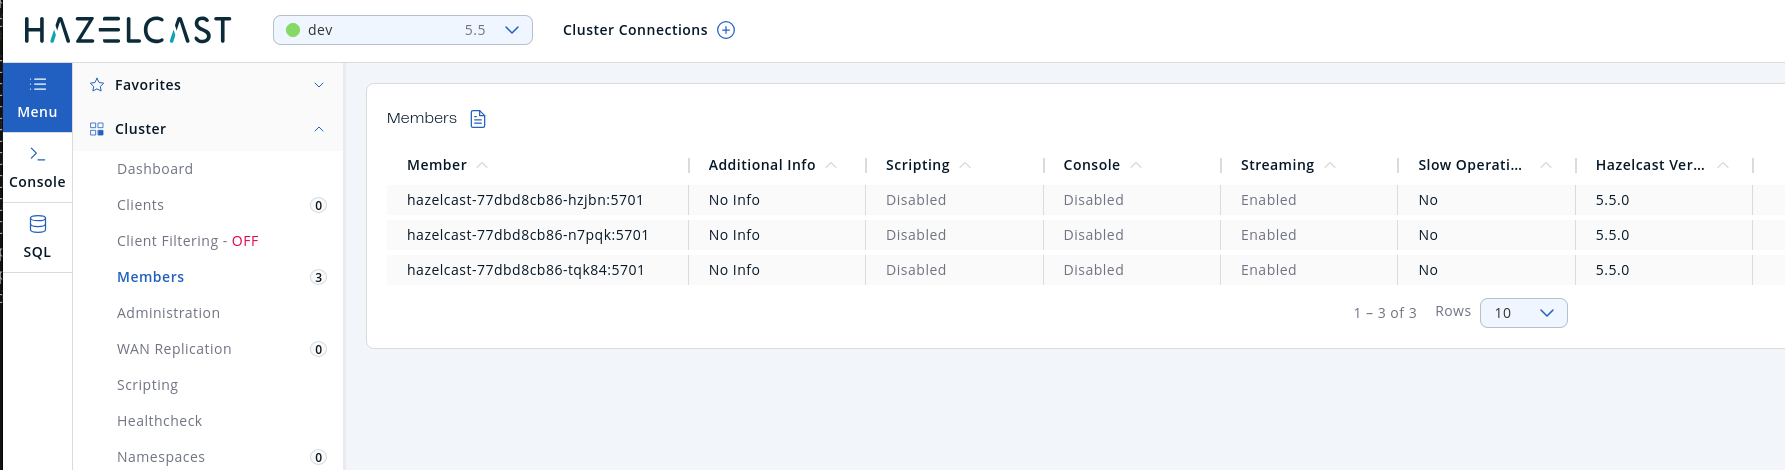 HAZELCAST
dev 5.5
Cluster Connections
Menu
Console
SQL
Favorites
Cluster
Dashboard
Clients 0
Client Filtering - OFF
Members 3
Administration
WAN Replication 0
Scripting
Healthcheck
Namespaces 0
Members
Member Additional Info Scripting Console Streaming Slow Operati... Hazelcast Ver...
hazelcast-77dbd8cb86-hzjbn:5701 No Info Disabled Disabled Enabled No 5.5.0
hazelcast-77dbd8cb86-n7pqk:5701 No Info Disabled Disabled Enabled No 5.5.0
hazelcast-77dbd8cb86-tqk84:5701 No Info Disabled Disabled Enabled No 5.5.0
1 – 3 of 3 Rows 10